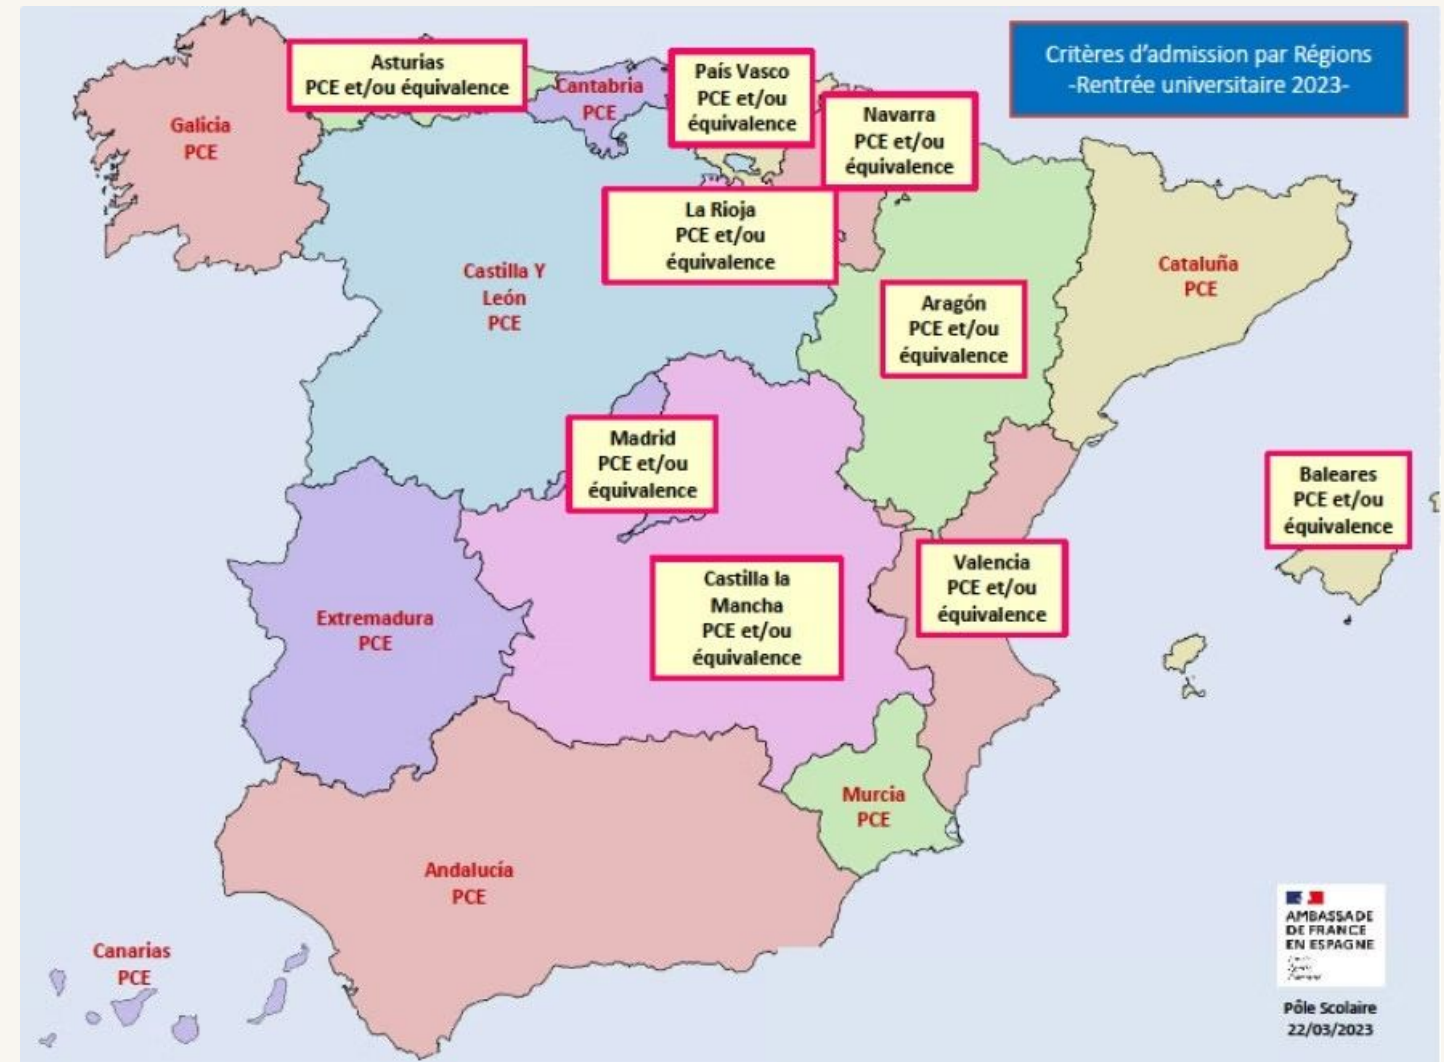 Critères d'admission par Régions
-Rentrée universitaire 2023-
Asturias
PCE et/ou équivalence
Cantabria
PCE
País Vasco
PCE et/ou
équivalence
Navarra
PCE et/ou
équivalence
Galicia
PCE
La Rioja
PCE et/ou
équivalence
Castilla Y
León
PCE
Cataluña
PCE
Aragón
PCE et/ou
équivalence
Madrid
PCE et/ou
équivalence
Baleares
PCE et/ou
équivalence
Valencia
PCE et/ou
équivalence
Castilla la
Mancha
PCE et/ou
équivalence
Extremadura
PCE
Murcia
PCE
Andalucía
PCE
Canarias
PCE
AMBASSADE
DE FRANCE
EN ESPAGNE
Pôle Scolaire
22/03/2023